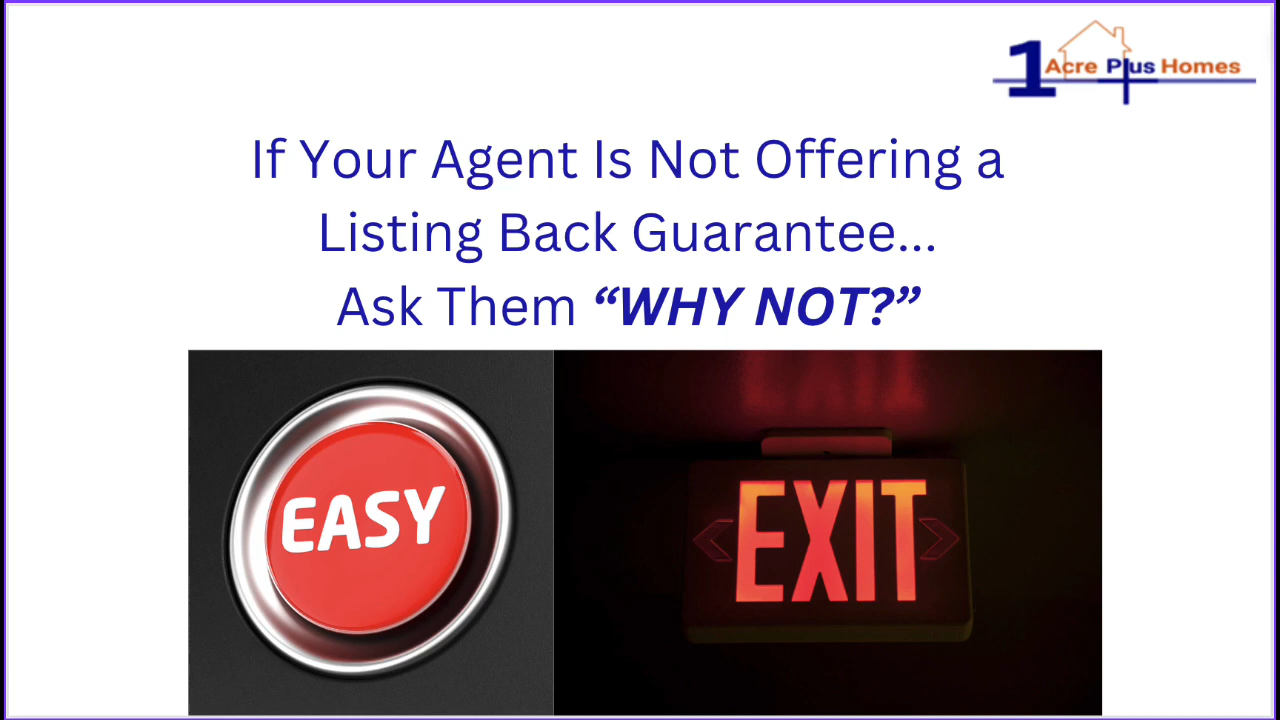 1 Acre Plus Homes
If Your Agent Is Not Offering a
Listing Back Guarantee...
Ask Them “WHY NOT?”
EASY
EXIT